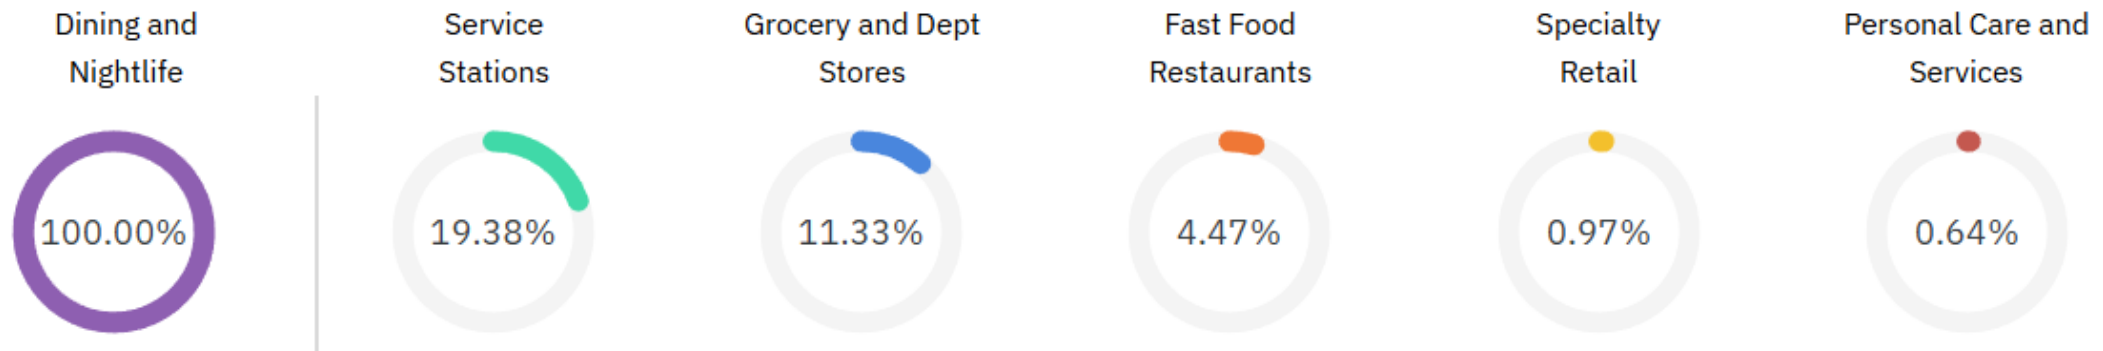 Dining and
Nightlife
100.00%
Service
Stations
19.38%
Grocery and Dept
Stores
11.33%
Fast Food
Restaurants
4.47%
Specialty
Retail
0.97%
Personal Care and
Services
0.64%